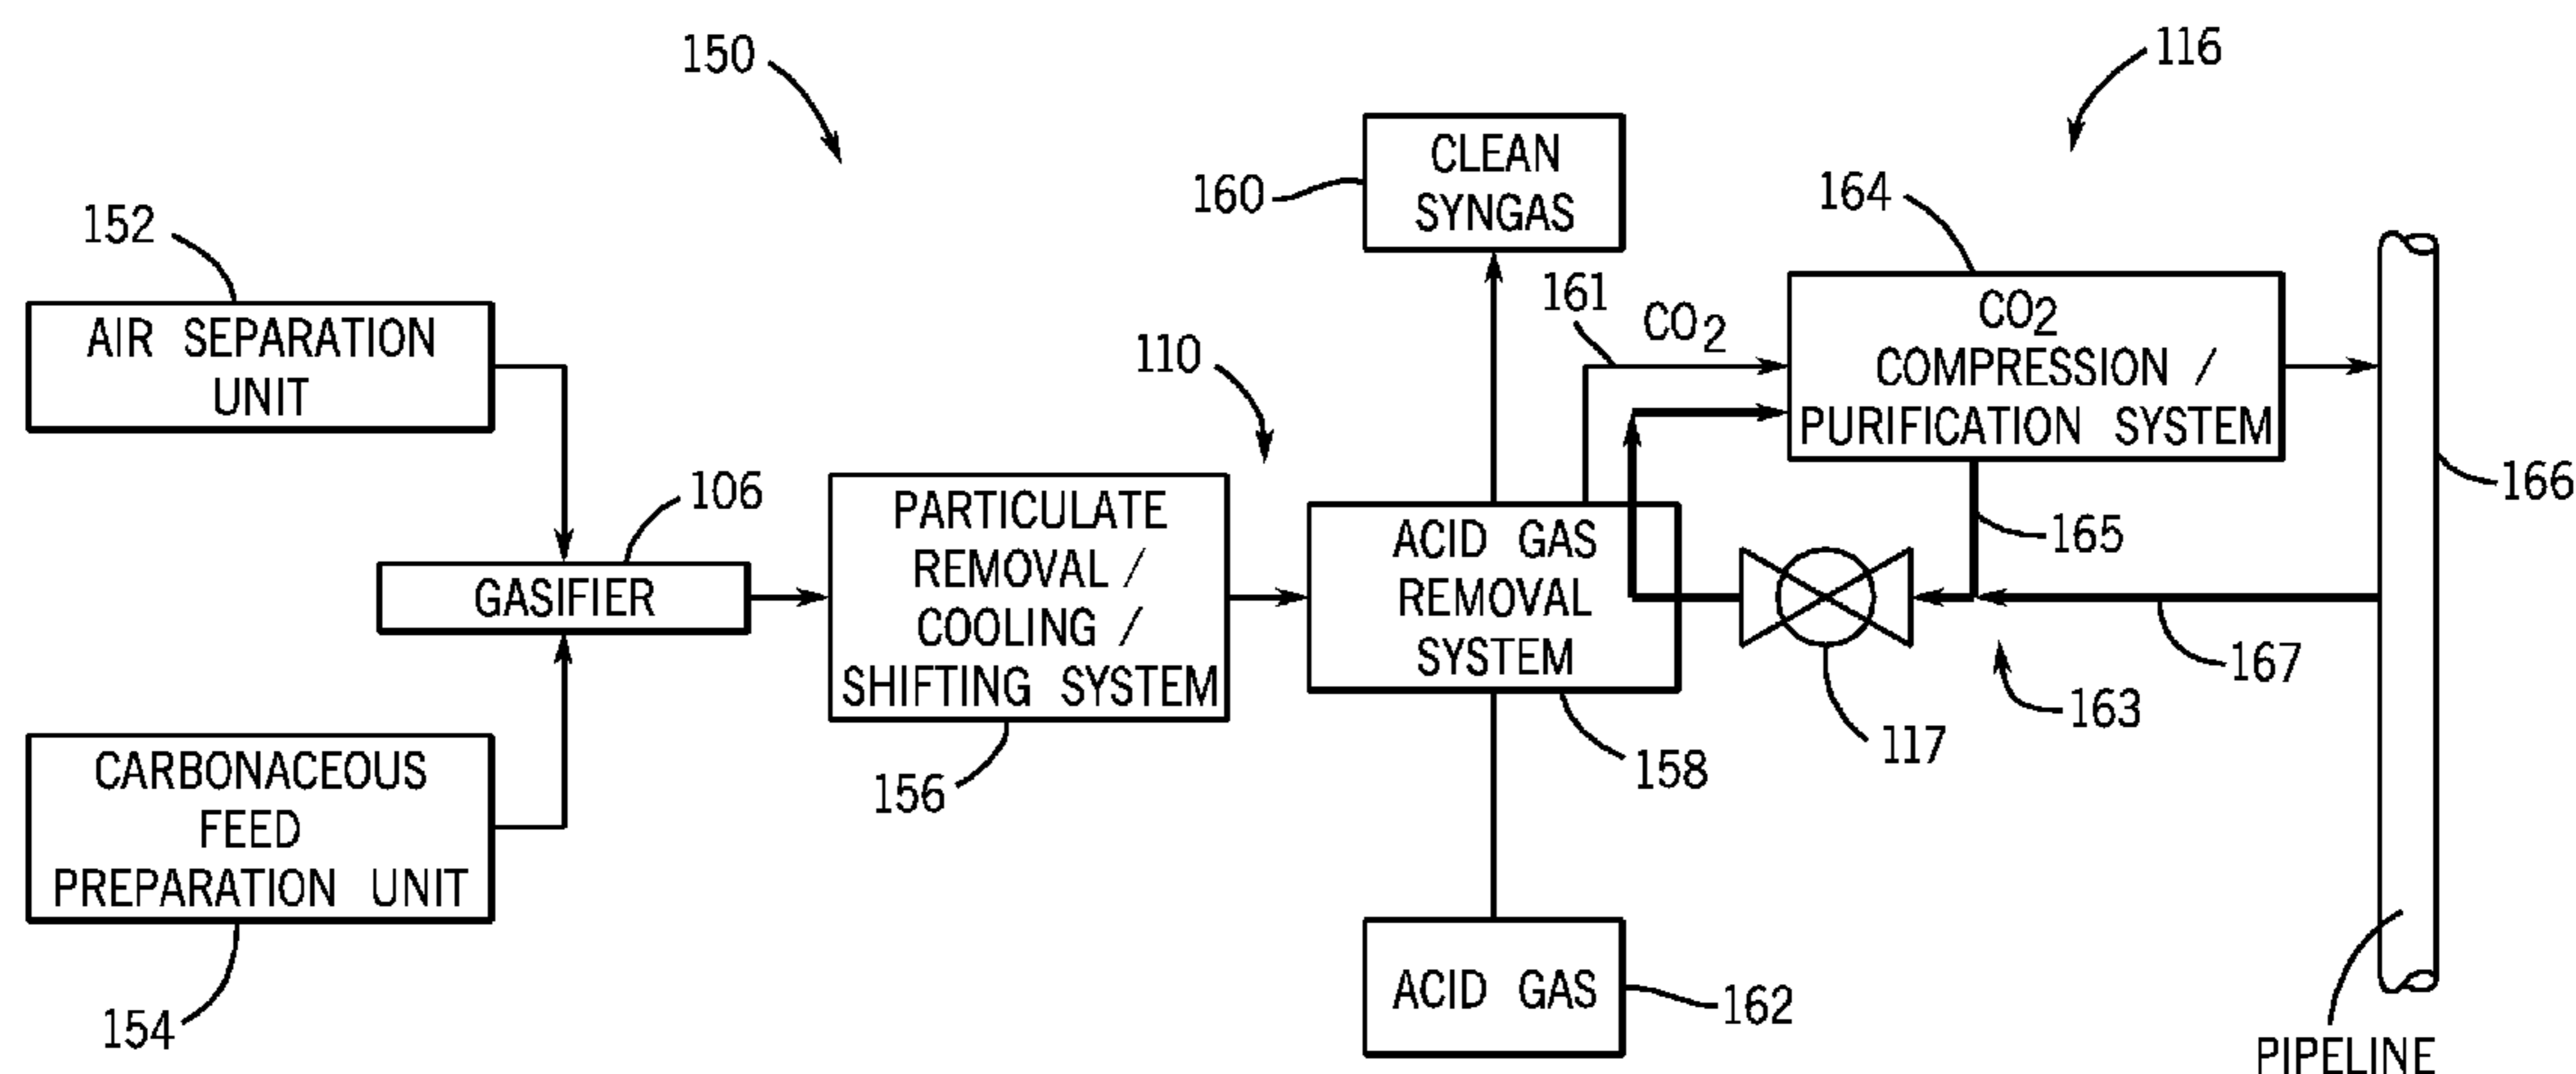 150
116
152
AIR SEPARATION
UNIT
106
GASIFIER
CARBONACEOUS
FEED
PREPARATION UNIT
154
PARTICULATE
REMOVAL /
COOLING /
SHIFTING SYSTEM
156
110
160
CLEAN
SYNGAS
161
CO2
ACID GAS
REMOVAL
SYSTEM
158
ACID GAS
162
164
CO2
COMPRESSION /
PURIFICATION SYSTEM
165
117
163
167
166
PIPELINE